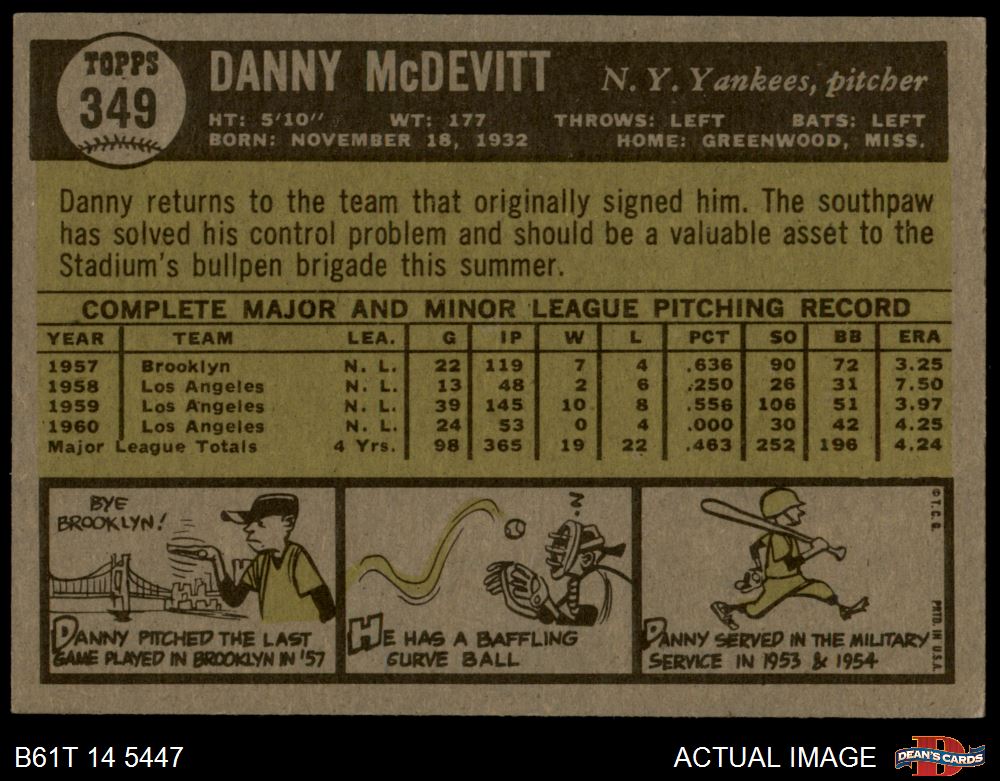 TOPPS
349
DANNY McDEVITT
N. Y. Yankees, pitcher
HT: 5'10" WT: 177 THROWS: LEFT BATS: LEFT
BORN: NOVEMBER 18, 1932 HOME: GREENWOOD, MISS.
Danny returns to the team that originally signed him. The southpaw
has solved his control problem and should be a valuable asset to the
Stadium's bullpen brigade this summer.
COMPLETE MAJOR AND MINOR LEAGUE PITCHING RECORD
YEAR TEAM LEA. G IP W L PCT SO BB ERA
1957 Brooklyn N. L. 22 119 7 4 .636 90 72 3.25
1958 Los Angeles N. L. 13 48 2 6 .250 26 31 7.50
1959 Los Angeles N. L. 39 145 10 8 .556 106 51 3.97
1960 Los Angeles N. L. 24 53 0 4 .000 30 42 4.25
Major League Totals 4 Yrs. 98 365 19 22 .463 252 196 4.24
BYE
BROOKLYN!
DANNY PITCHED THE LAST
GAME PLAYED IN BROOKLYN IN '57
HE HAS A BAFFLING
CURVE BALL
DANNY SERVED IN THE MILITARY
SERVICE IN 1953 & 1954
© T. C. G.
PRTD. IN U.S.A.
B61T 14 5447
ACTUAL IMAGE
DEAN'S CARDS